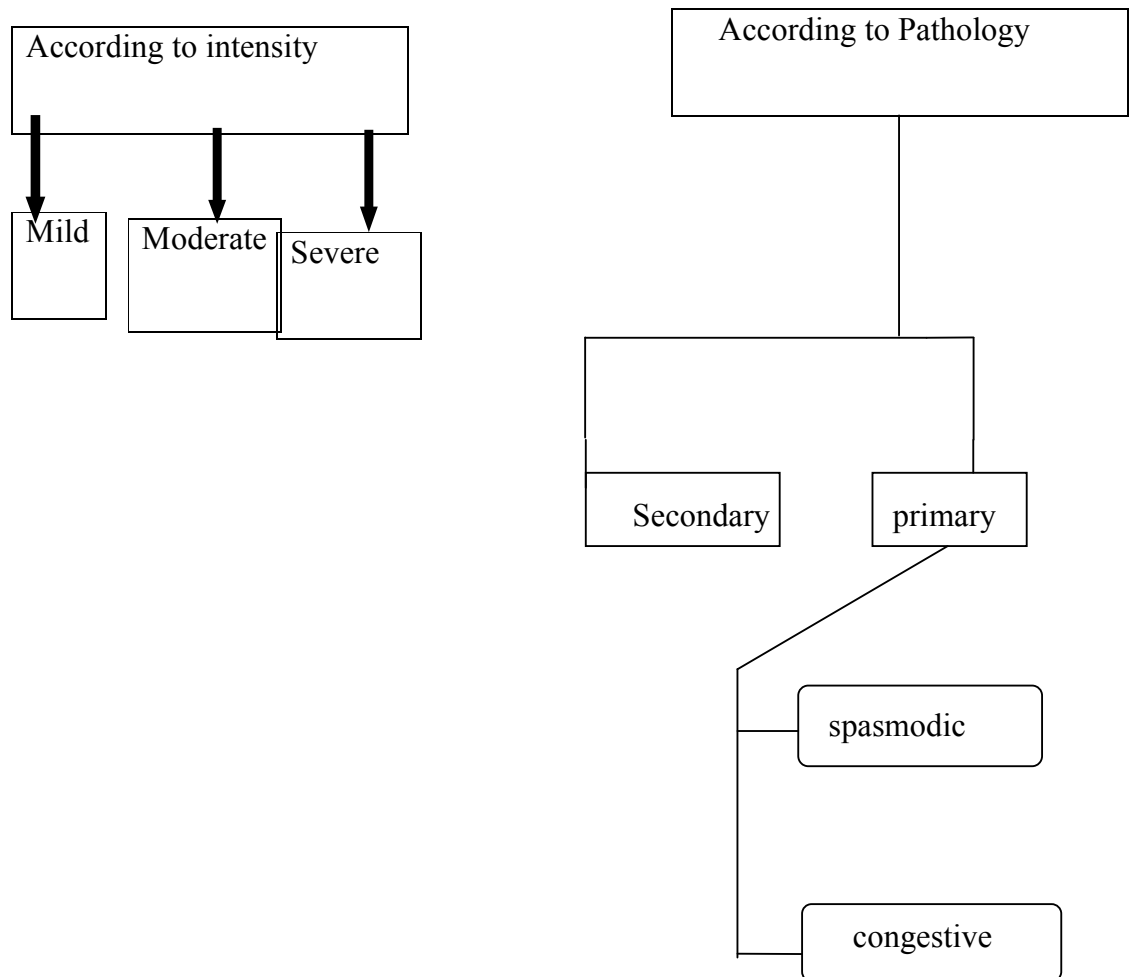 According to intensity
Mild
Moderate
Severe
According to Pathology
Secondary
primary
spasmodic
congestive